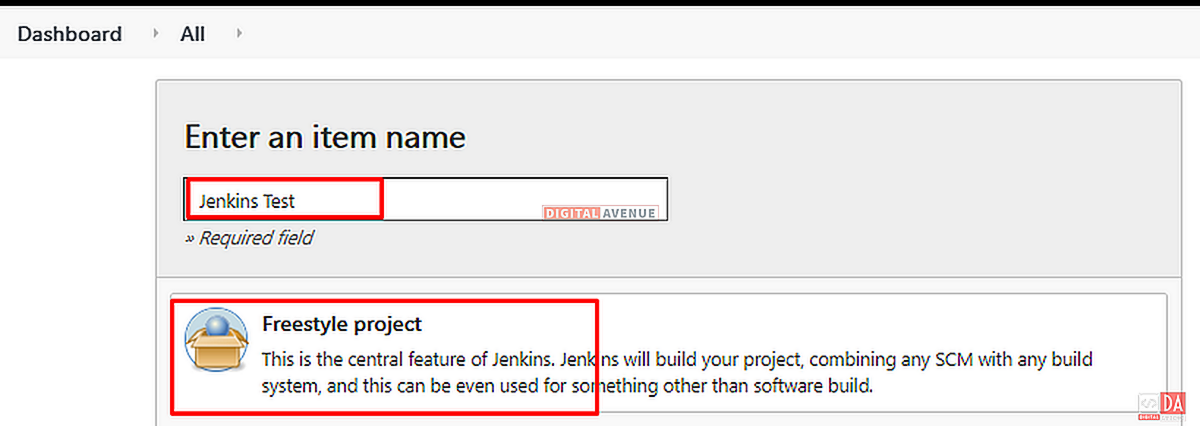 Dashboard All
Enter an item name
Jenkins Test
DIGITAL AVENUE
» Required field
Freestyle project
This is the central feature of Jenkins. Jenkins will build your project, combining any SCM with any build
system, and this can be even used for something other than software build.
DA
DIGITAL AVENUE